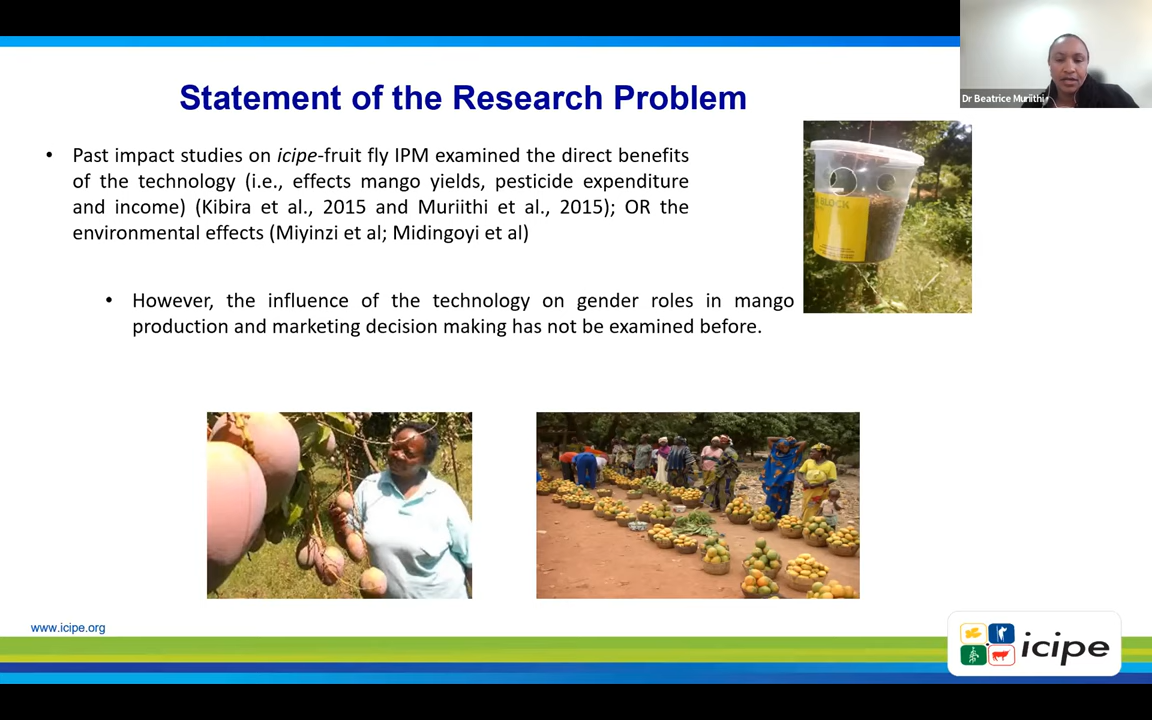 Statement of the Research Problem
Dr Beatrice Muriithi
• Past impact studies on icipe-fruit fly IPM examined the direct benefits
of the technology (i.e., effects mango yields, pesticide expenditure
and income) (Kibira et al., 2015 and Muriithi et al., 2015); OR the
environmental effects (Miyinzi et al; Midingoyi et al)
BLOCK
• However, the influence of the technology on gender roles in mango
production and marketing decision making has not be examined before.
www.icipe.org
icipe